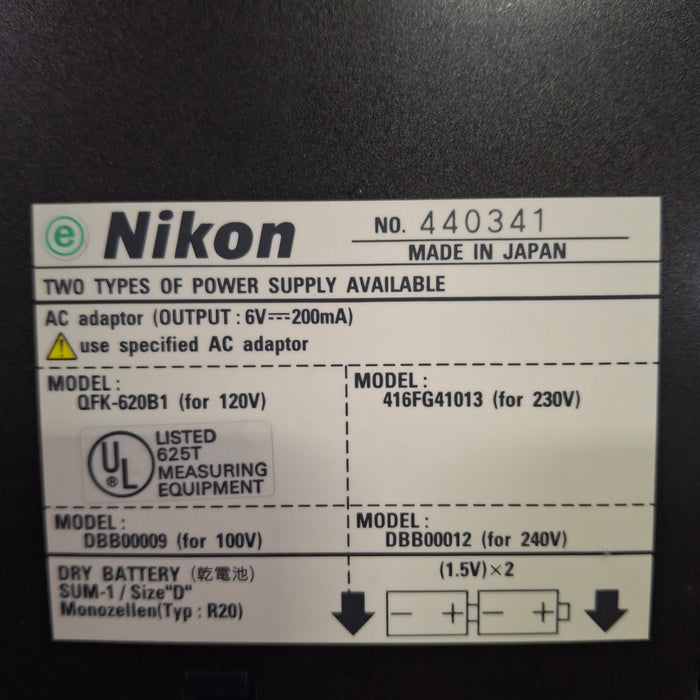 e Nikon NO. 440341
MADE IN JAPAN
TWO TYPES OF POWER SUPPLY AVAILABLE
AC adaptor (OUTPUT : 6V⎓200mA)
use specified AC adaptor
MODEL :
QFK-620B1 (for 120V)
MODEL :
416FG41013 (for 230V)
UL ®
LISTED
625T
MEASURING
EQUIPMENT
MODEL :
DBB00009 (for 100V)
MODEL :
DBB00012 (for 240V)
DRY BATTERY (乾電池)
SUM-1 / Size"D"
Monozellen(Typ : R20)
(1.5V)×2
− + − +